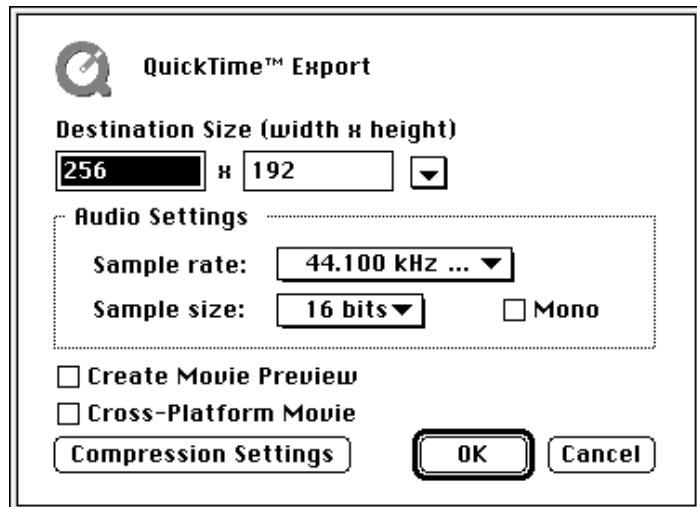 QuickTime™ Export
Destination Size (width x height)
256 x 192
Audio Settings
Sample rate: 44.100 kHz ...
Sample size: 16 bits Mono
Create Movie Preview
Cross-Platform Movie
Compression Settings OK Cancel